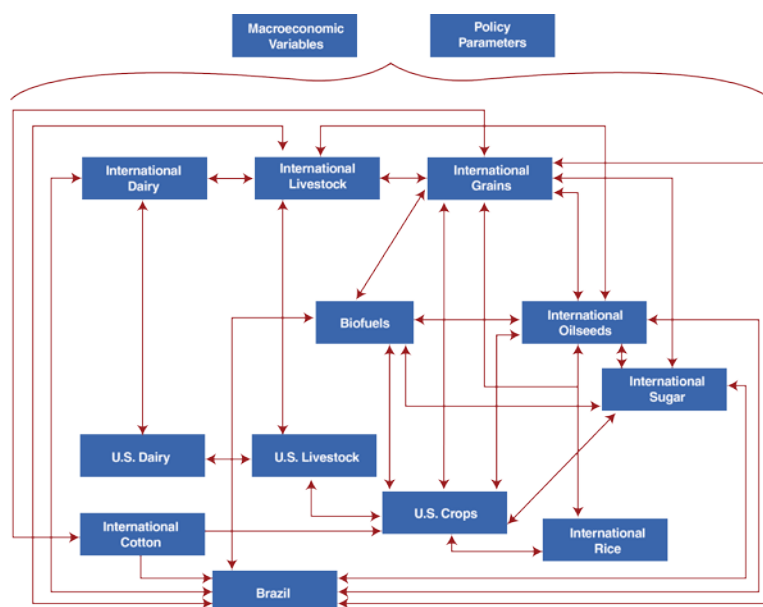 Macroeconomic
Variables
Policy
Parameters
International
Dairy
International
Livestock
International
Grains
Biofuels
International
Oilseeds
International
Sugar
U.S. Dairy
U.S. Livestock
U.S. Crops
International
Cotton
International
Rice
Brazil